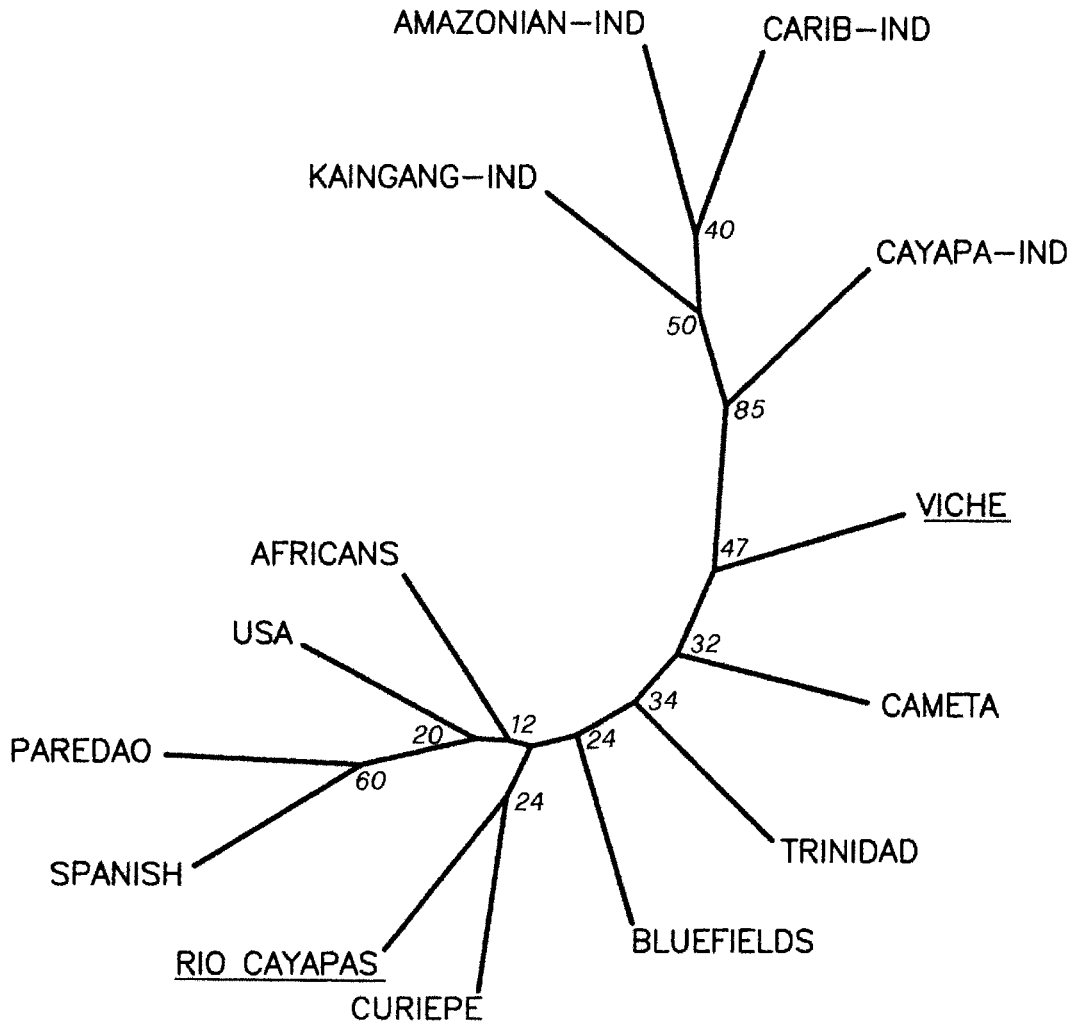 AMAZONIAN-IND
CARIB-IND
KAINGANG-IND
40
CAYAPA-IND
50
85
VICHE
47
AFRICANS
USA
32
CAMETA
34
12
20
24
PAREDAO
60
24
TRINIDAD
SPANISH
BLUEFIELDS
RIO CAYAPAS
CURIEPE